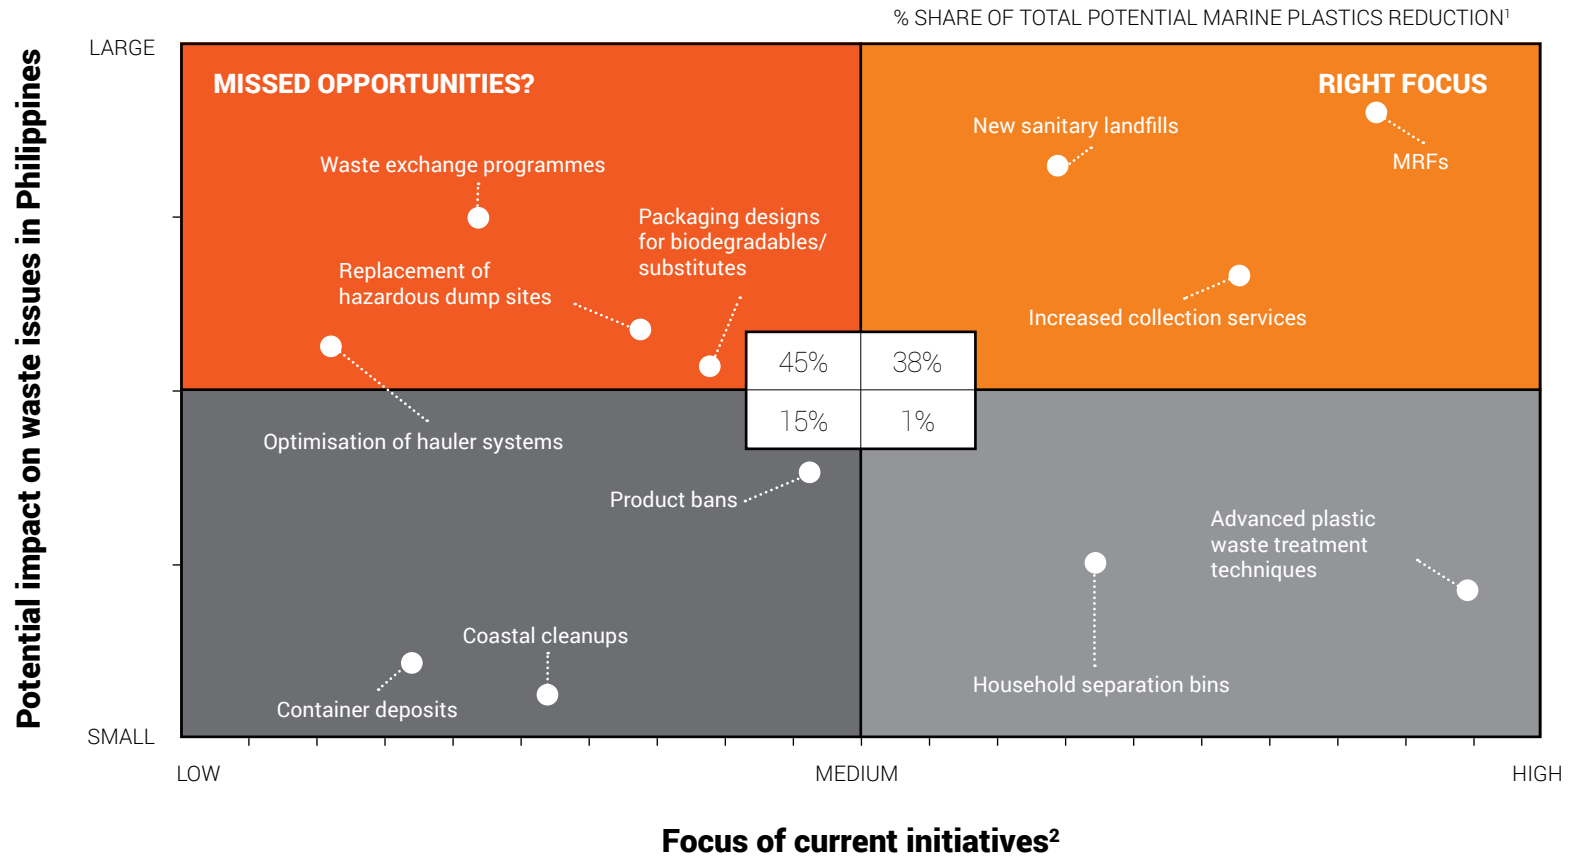 % SHARE OF TOTAL POTENTIAL MARINE PLASTICS REDUCTION¹
Potential impact on waste issues in Philippines
LARGE
SMALL
MISSED OPPORTUNITIES?
RIGHT FOCUS
New sanitary landfills
MRFs
Waste exchange programmes
Packaging designs
for biodegradables/
substitutes
Replacement of
hazardous dump sites
Increased collection services
45%
38%
15%
1%
Optimisation of hauler systems
Product bans
Advanced plastic
waste treatment
techniques
Coastal cleanups
Household separation bins
Container deposits
LOW
MEDIUM
HIGH
Focus of current initiatives²